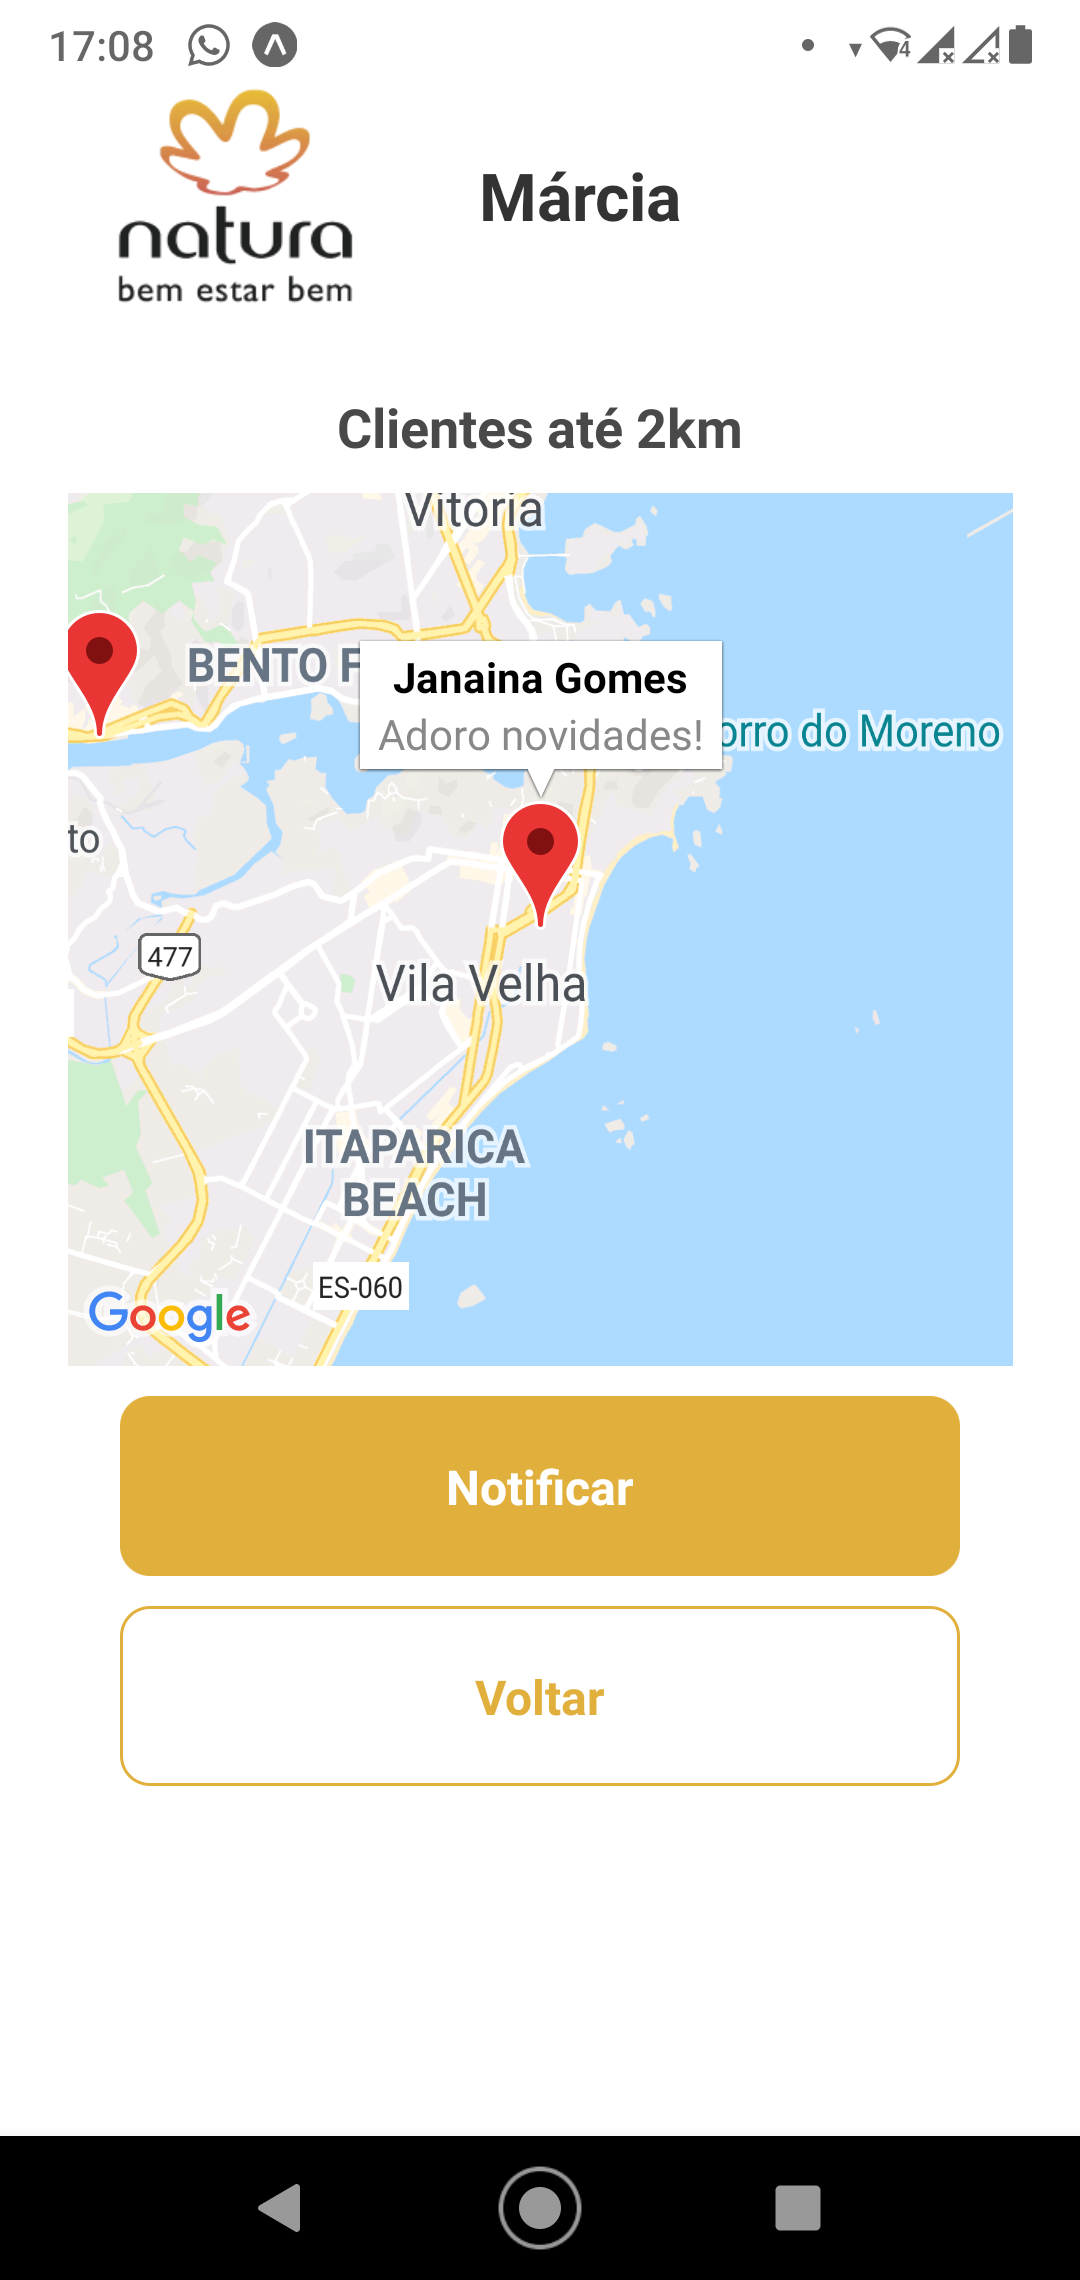 17:08
4
natura
bem estar bem
Márcia
Clientes até 2km
Vitoria
BENTO F
Janaina Gomes
Adoro novidades!
orro do Moreno
to
477
Vila Velha
ITAPARICA
BEACH
ES-060
Google
Notificar
Voltar